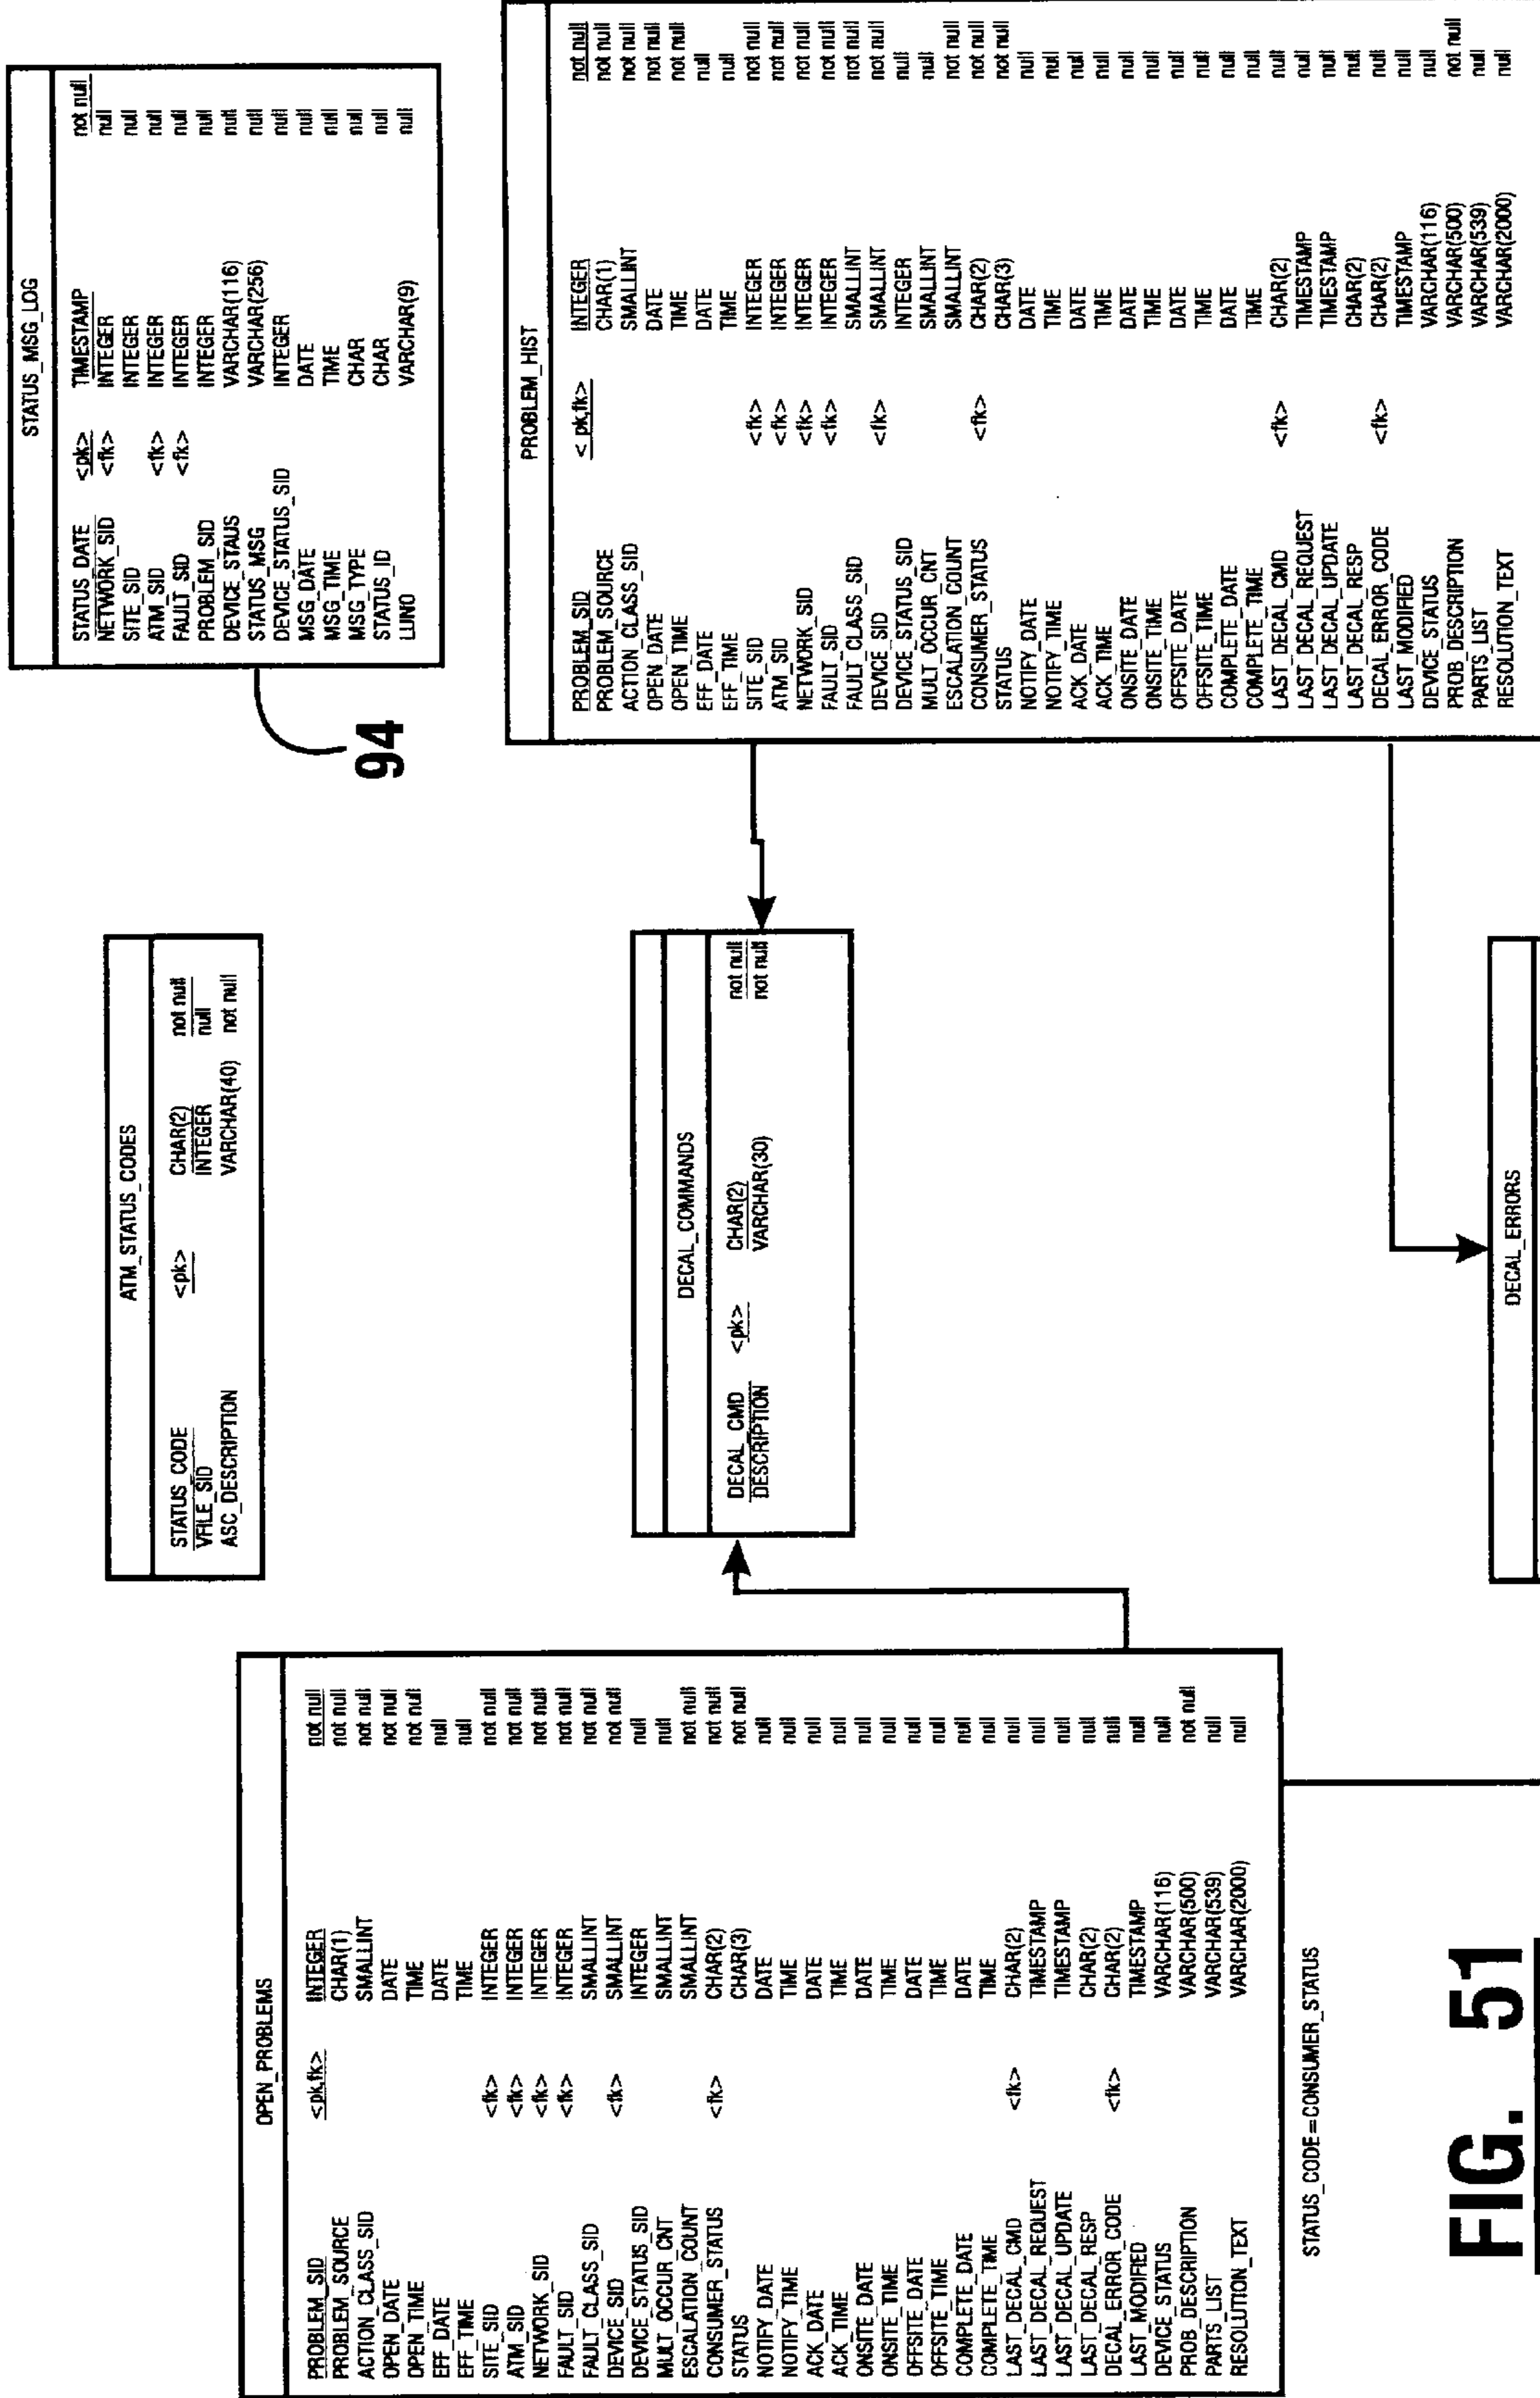 STATUS_MSG_LOG
STATUS_DATE <pk> TIMESTAMP not null
NETWORK_SID <fk> INTEGER null
SITE_SID INTEGER null
ATM_SID <fk> INTEGER null
FAULT_SID <fk> INTEGER null
PROBLEM_SID INTEGER null
DEVICE_STAUS VARCHAR(116) null
STATUS_MSG VARCHAR(256) null
DEVICE_STATUS_SID INTEGER null
MSG_DATE DATE null
MSG_TIME TIME null
MSG_TYPE CHAR null
STATUS_ID CHAR null
LUNO VARCHAR(9) null
94
ATM_STATUS_CODES
STATUS_CODE <pk> CHAR(2) not null
VFILE_SID INTEGER null
ASC_DESCRIPTION VARCHAR(40) not null
OPEN_PROBLEMS
PROBLEM_SID <pk,fk> INTEGER not null
PROBLEM_SOURCE CHAR(1) not null
ACTION_CLASS_SID SMALLINT not null
OPEN_DATE DATE not null
OPEN_TIME TIME not null
EFF_DATE DATE null
EFF_TIME TIME null
SITE_SID <fk> INTEGER not null
ATM_SID <fk> INTEGER not null
NETWORK_SID <fk> INTEGER not null
FAULT_SID <fk> INTEGER not null
FAULT_CLASS_SID SMALLINT not null
DEVICE_SID <fk> SMALLINT not null
DEVICE_STATUS_SID INTEGER null
MULT_OCCUR_CNT SMALLINT null
ESCALATION_COUNT SMALLINT not null
CONSUMER_STATUS <fk> CHAR(2) not null
STATUS CHAR(3) not null
NOTIFY_DATE DATE null
NOTIFY_TIME TIME null
ACK_DATE DATE null
ACK_TIME TIME null
ONSITE_DATE DATE null
ONSITE_TIME TIME null
OFFSITE_DATE DATE null
OFFSITE_TIME TIME null
COMPLETE_DATE DATE null
COMPLETE_TIME TIME null
LAST_DECAL_CMD <fk> CHAR(2) null
LAST_DECAL_REQUEST TIMESTAMP null
LAST_DECAL_UPDATE TIMESTAMP null
LAST_DECAL_RESP CHAR(2) null
DECAL_ERROR_CODE <fk> CHAR(2) null
LAST_MODIFIED TIMESTAMP null
DEVICE_STATUS VARCHAR(116) null
PROB_DESCRIPTION VARCHAR(500) not null
PARTS_LIST VARCHAR(539) null
RESOLUTION_TEXT VARCHAR(2000) null
DECAL_COMMANDS
DECAL_CMD <pk> CHAR(2) not null
DESCRIPTION VARCHAR(30) not null
PROBLEM_HIST
PROBLEM_SID < pk,fk> INTEGER not null
PROBLEM_SOURCE CHAR(1) not null
ACTION_CLASS_SID SMALLINT not null
OPEN_DATE DATE not null
OPEN_TIME TIME not null
EFF_DATE DATE null
EFF_TIME TIME null
SITE_SID <fk> INTEGER not null
ATM_SID <fk> INTEGER not null
NETWORK_SID <fk> INTEGER not null
FAULT_SID <fk> INTEGER not null
FAULT_CLASS_SID SMALLINT not null
DEVICE_SID <fk> SMALLINT not null
DEVICE_STATUS_SID INTEGER null
MULT_OCCUR_CNT SMALLINT null
ESCALATION_COUNT SMALLINT not null
CONSUMER_STATUS <fk> CHAR(2) not null
STATUS CHAR(3) not null
NOTIFY_DATE DATE null
NOTIFY_TIME TIME null
ACK_DATE DATE null
ACK_TIME TIME null
ONSITE_DATE DATE null
ONSITE_TIME TIME null
OFFSITE_DATE DATE null
OFFSITE_TIME TIME null
COMPLETE_DATE DATE null
COMPLETE_TIME TIME null
LAST_DECAL_CMD <fk> CHAR(2) null
LAST_DECAL_REQUEST TIMESTAMP null
LAST_DECAL_UPDATE TIMESTAMP null
LAST_DECAL_RESP CHAR(2) null
DECAL_ERROR_CODE <fk> CHAR(2) null
LAST_MODIFIED TIMESTAMP null
DEVICE_STATUS VARCHAR(116) null
PROB_DESCRIPTION VARCHAR(500) not null
PARTS_LIST VARCHAR(539) null
RESOLUTION_TEXT VARCHAR(2000) null
STATUS_CODE=CONSUMER_STATUS
DECAL_ERRORS
FIG. 51